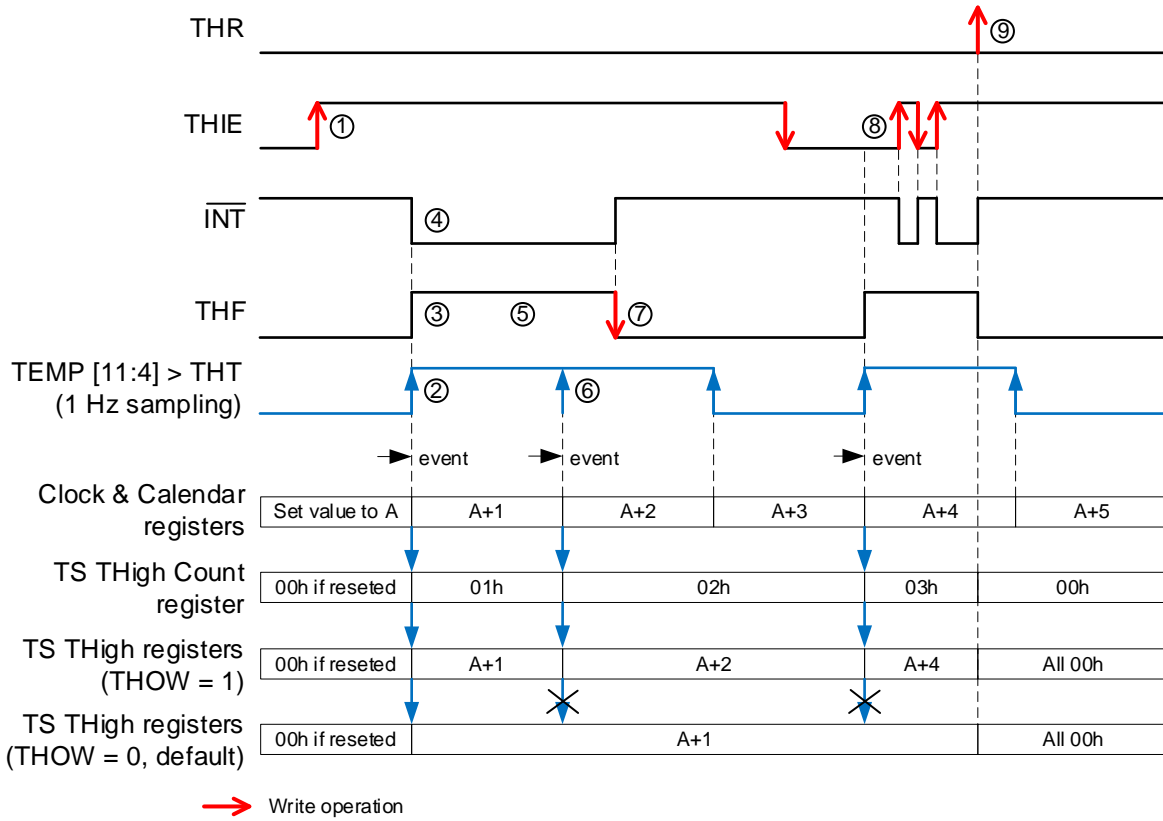 THR
⑨
THIE
①
⑧
INT
④
THF
③
⑤
⑦
TEMP [11:4] > THT
(1 Hz sampling)
②
⑥
event
event
event
Clock & Calendar
registers
Set value to A
A+1
A+2
A+3
A+4
A+5
TS THigh Count
register
00h if reseted
01h
02h
03h
00h
TS THigh registers
(THOW = 1)
00h if reseted
A+1
A+2
A+4
All 00h
TS THigh registers
(THOW = 0, default)
00h if reseted
A+1
All 00h
Write operation